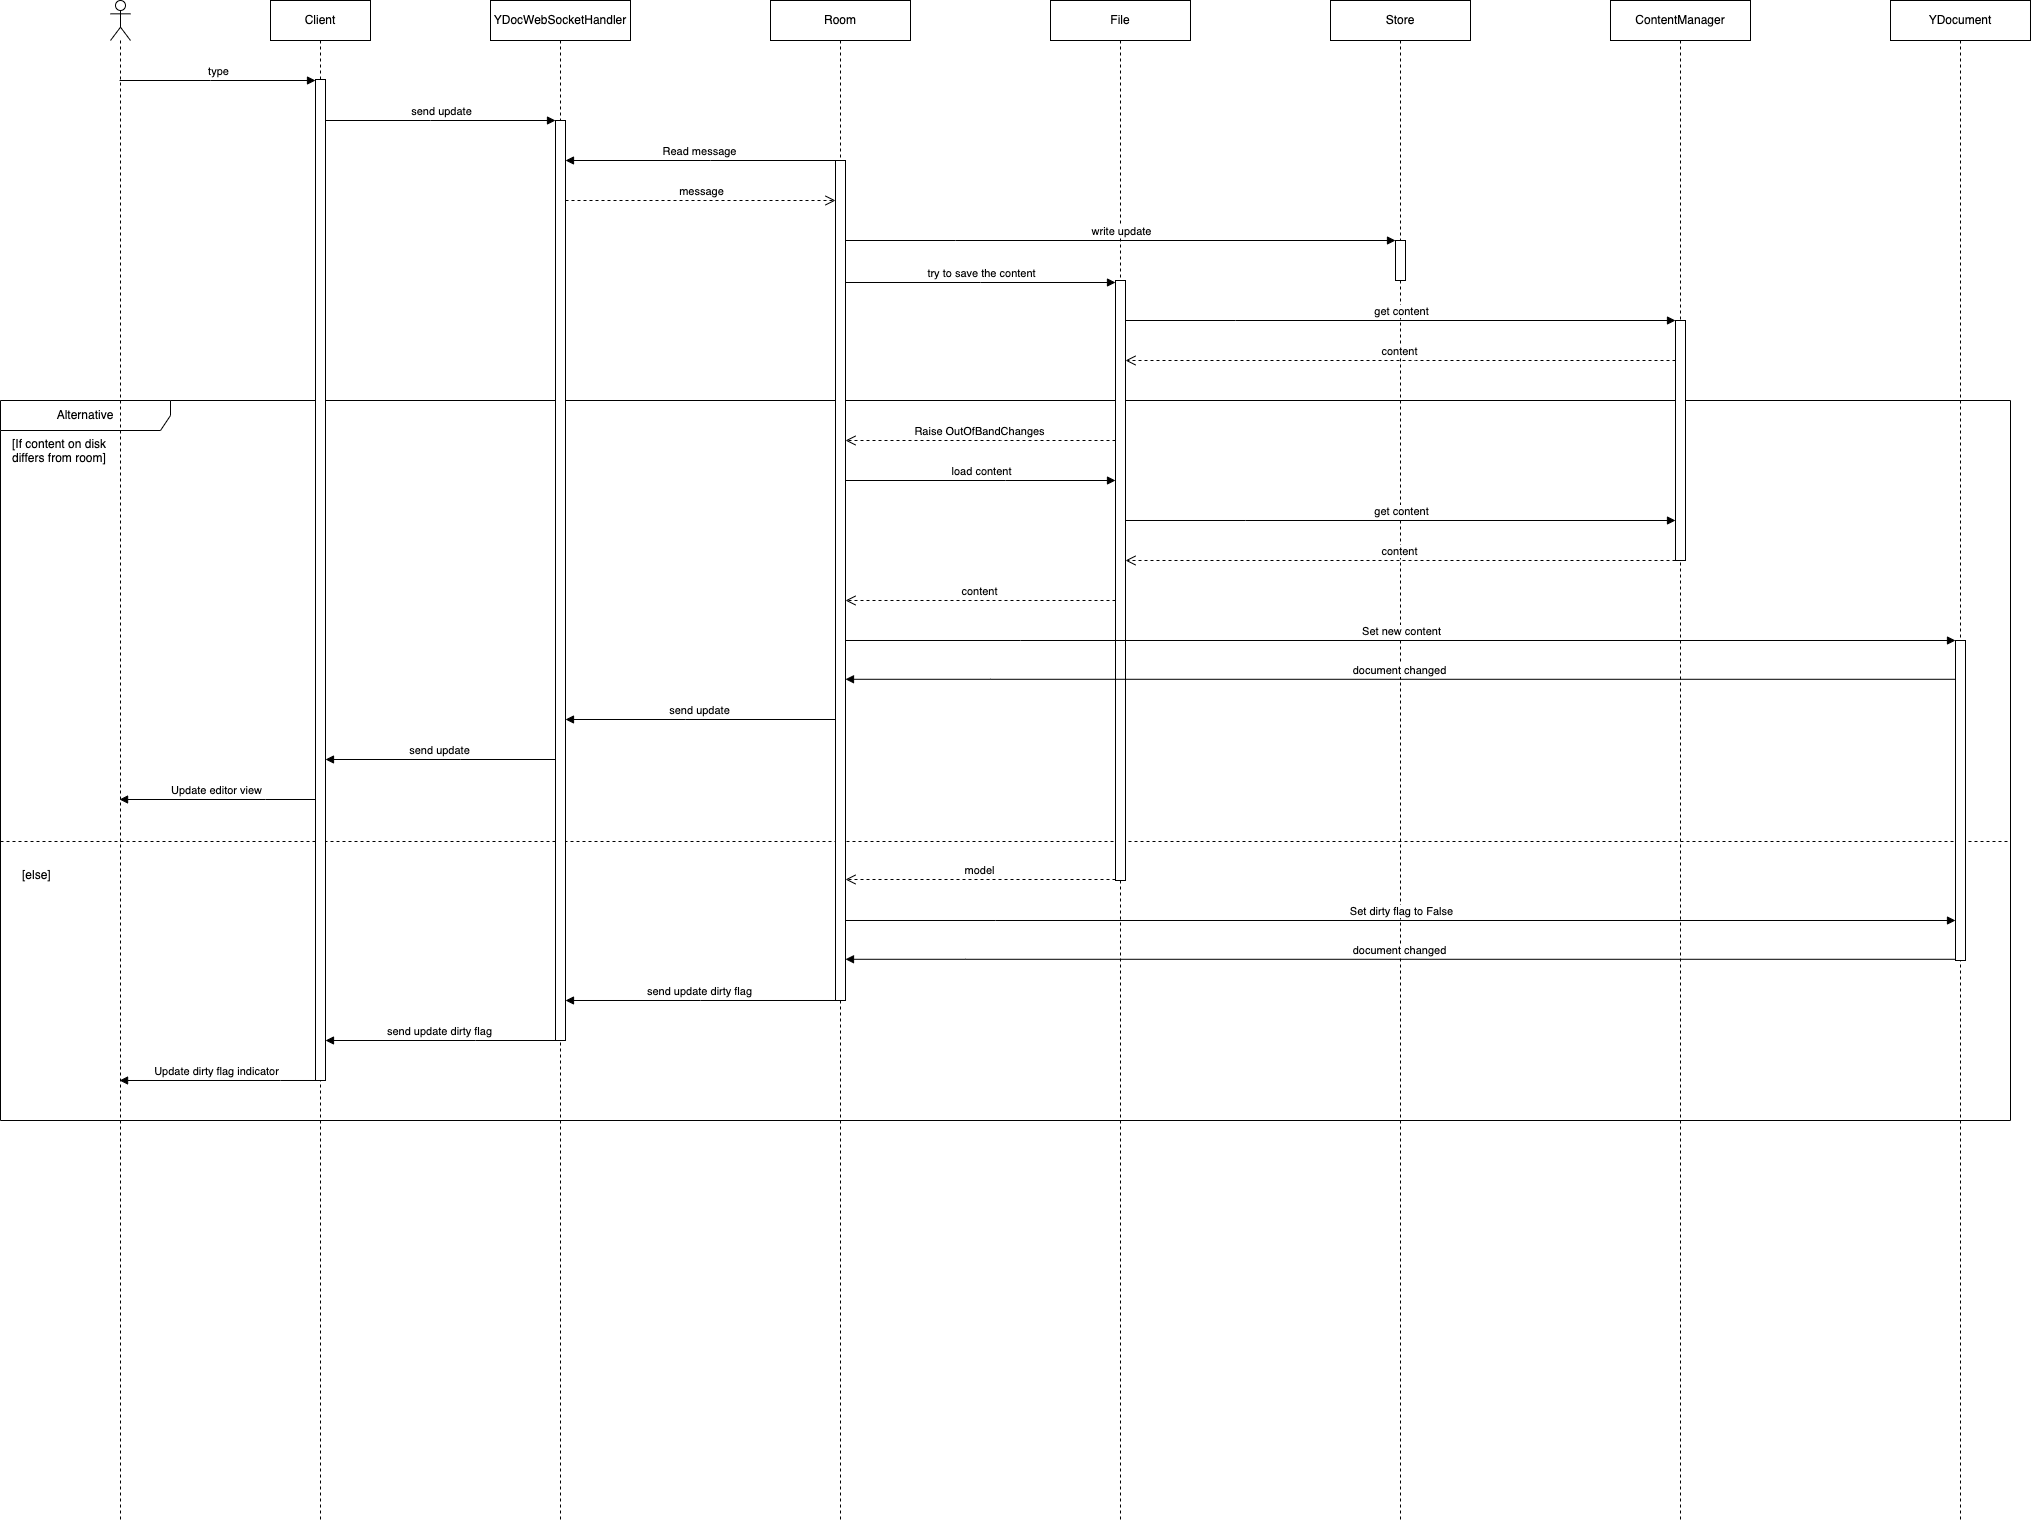 Client
YDocWebSocketHandler
Room
File
Store
ContentManager
YDocument
type
send update
Read message
message
write update
try to save the content
get content
content
Alternative
[If content on disk
differs from room]
Raise OutOfBandChanges
load content
get content
content
content
Set new content
document changed
send update
send update
Update editor view
[else]
model
Set dirty flag to False
document changed
send update dirty flag
send update dirty flag
Update dirty flag indicator